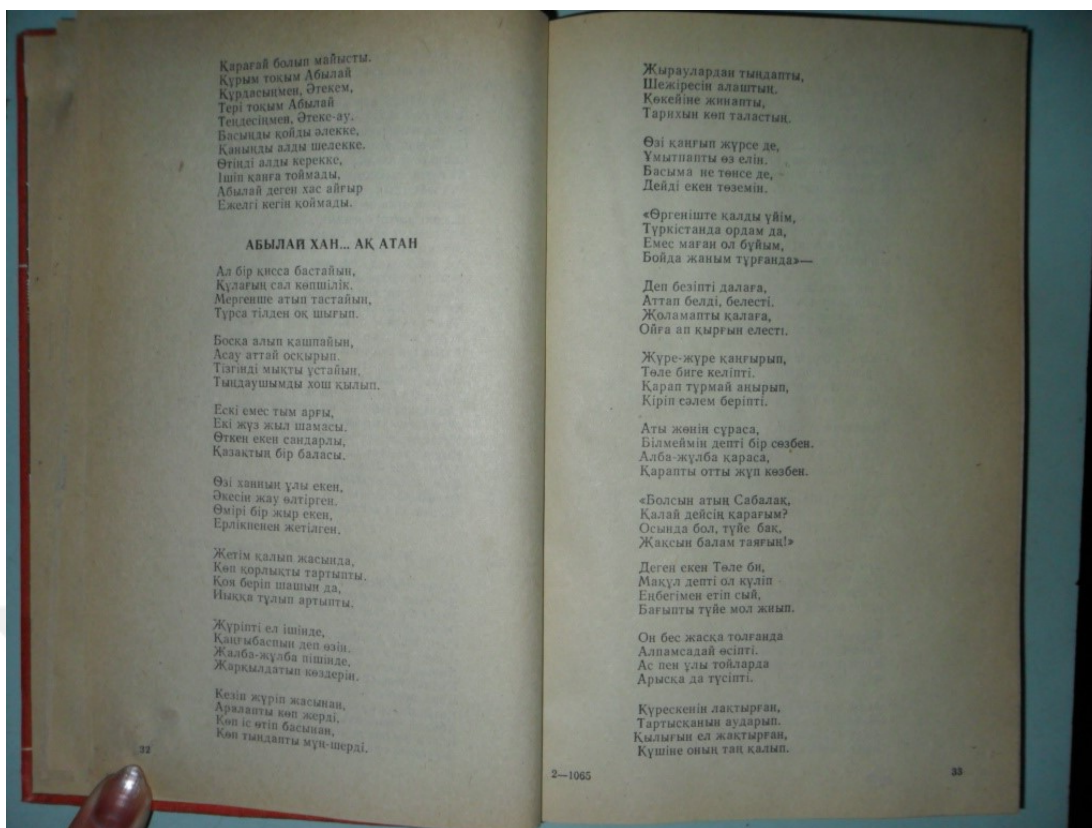 Қарағай болып майысты.
Құрым тоқым Абылай
Құрдасыңмен, Әтекем,
Тері тоқым Абылай
Теңдесіңмен, Әтеке-ау.
Басыңды қойды әлекке.
Қаныңды алды шелекке.
Өтіңді алды керекке,
Ішіп қанға тоймады,
Абылай деген хас айғыр
Ежелгі кегін қоймады.
АБЫЛАЙ ХАН... АҚ АТАН
Ал бір қисса бастайын,
Құлағың сал көпшілік.
Мергенше атып тастайын,
Тұрса тілден оқ шығып.
Босқа алып қашпайын,
Асау аттай осқырып.
Тізгінді мықты ұстайын,
Тыңдаушымды хош қылып.
Ескі емес тым арғы,
Екі жүз жыл шамасы.
Өткен екен сандарлы,
Қазақтың бір баласы.
Өзі ханның ұлы екен,
Әкесін жау өлтірген.
Өмірі бір жыр екен,
Ерлікпенен жетілген.
Жетім қалып жасында,
Көп қорлықты тартыпты.
Қоя беріп шашын да,
Иыққа тұлып артыпты.
Жүріпті ел ішінде,
Қаңғыбаспын деп өзін.
Жалба-жұлба пішінде,
Жарқылдатып көздерін.
Кезіп жүріп жасынан,
Аралапты көп жерді,
Көп іс өтіп басынан,
Көп тыңдапты мұң-шерді.
32
Жыраулардан тыңдапты,
Шежіресін алаштың.
Көкейіне жинапты,
Тарихын көп таластың.
Өзі қаңғып жүрсе де,
Ұмытпапты өз елін.
Басыма не төнсе де,
Дейді екен төземін.
«Өргеніште қалды үйім,
Түркістанда ордам да,
Емес маған ол бұйым,
Бойда жаным тұрғанда»—
Деп безіпті далаға,
Аттап белді, белесті.
Жоламапты қалаға,
Ойға ап қырғын елесті.
Жүре-жүре қаңғырып,
Төле биге келіпті.
Қарап тұрмай аңырып,
Кіріп сәлем беріпті.
Аты жөнін сұраса,
Білмеймін депті бір сөзбен.
Алба-жұлба қараса,
Қарапты отты жұп көзбен.
«Болсын атың Сабалақ,
Қалай дейсің қарағым?
Осында бол, түйе бақ,
Жақсын балам таяғың!»
Деген екен Төле би,
Мақұл депті ол күліп
Еңбегімен етіп сый,
Бағыпты түйе мол жиып.
Он бес жасқа толғанда
Алпамсадай өсіпті.
Ас пен ұлы тойларда
Арысқа да түсіпті.
Күрескенін лақтырған,
Тартысқанын аударып.
Қылығын ел жақтырған,
Күшіне оның таң қалып.
2—1065
33